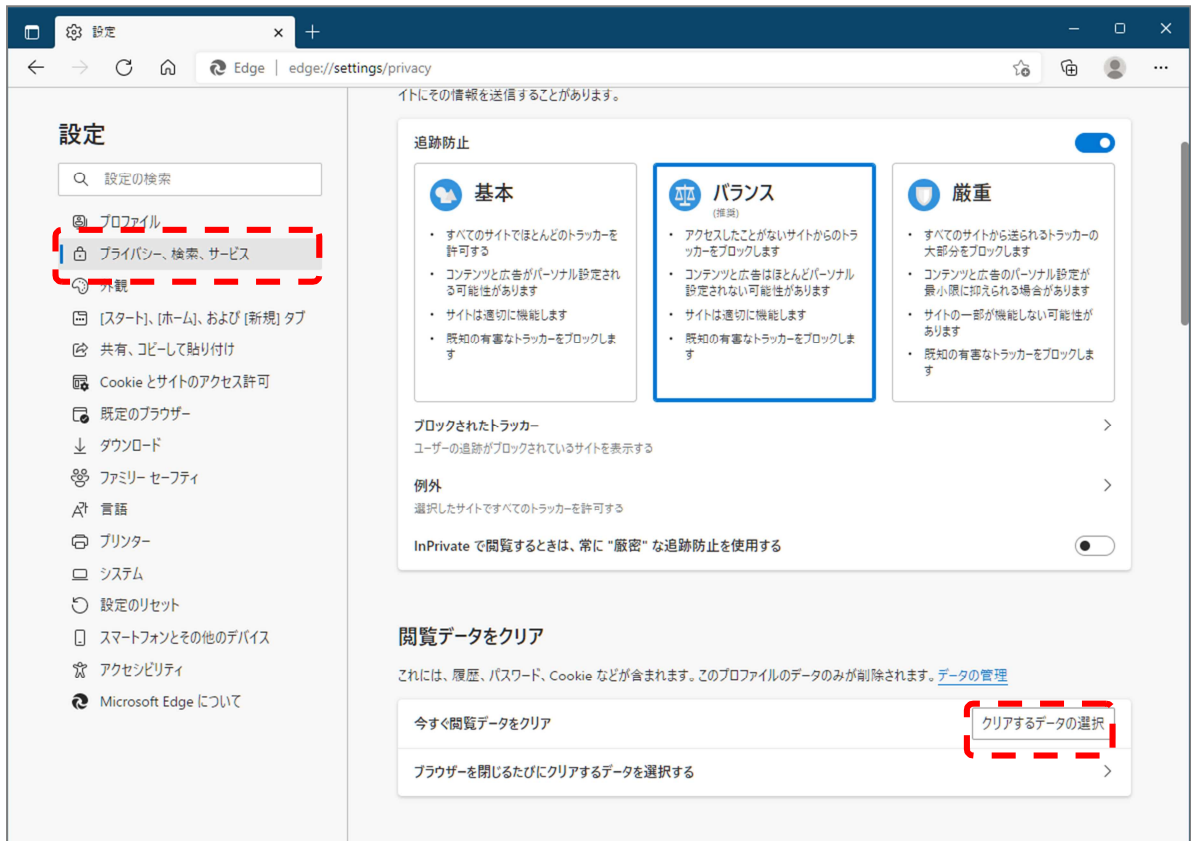 設定
Edge | edge://settings/privacy
設定
設定の検索
プロファイル
プライバシー、検索、サービス
外観
[スタート]、[ホーム]、および [新規] タブ
共有、コピーして貼り付け
Cookie とサイトのアクセス許可
既定のブラウザー
ダウンロード
ファミリー セーフティ
言語
プリンター
システム
設定のリセット
スマートフォンとその他のデバイス
アクセシビリティ
Microsoft Edge について
イトにその情報を送信することがあります。
追跡防止
基本
• すべてのサイトでほとんどのトラッカーを
許可する
• コンテンツと広告がパーソナル設定され
る可能性があります
• サイトは適切に機能します
• 既知の有害なトラッカーをブロックしま
す
バランス
(推奨)
• アクセスしたことがないサイトからのトラ
ッカーをブロックします
• コンテンツと広告はほとんどパーソナル
設定されない可能性があります
• サイトは適切に機能します
• 既知の有害なトラッカーをブロックしま
す
厳重
• すべてのサイトから送られるトラッカーの
大部分をブロックします
• コンテンツと広告のパーソナル設定が
最小限に抑えられる場合があります
• サイトの一部が機能しない可能性が
あります
• 既知の有害なトラッカーをブロックしま
す
ブロックされたトラッカー
ユーザーの追跡がブロックされているサイトを表示する
例外
選択したサイトですべてのトラッカーを許可する
InPrivate で閲覧するときは、常に "厳密" な追跡防止を使用する
閲覧データをクリア
これには、履歴、パスワード、Cookie などが含まれます。このプロファイルのデータのみが削除されます。データの管理
今すぐ閲覧データをクリア
クリアするデータの選択
ブラウザーを閉じるたびにクリアするデータを選択する